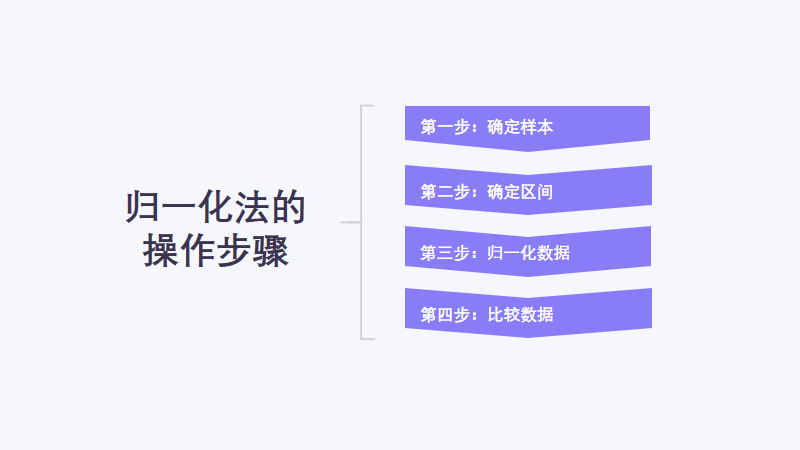 归一化法的
操作步骤
第一步：确定样本
第二步：确定区间
第三步：归一化数据
第四步：比较数据